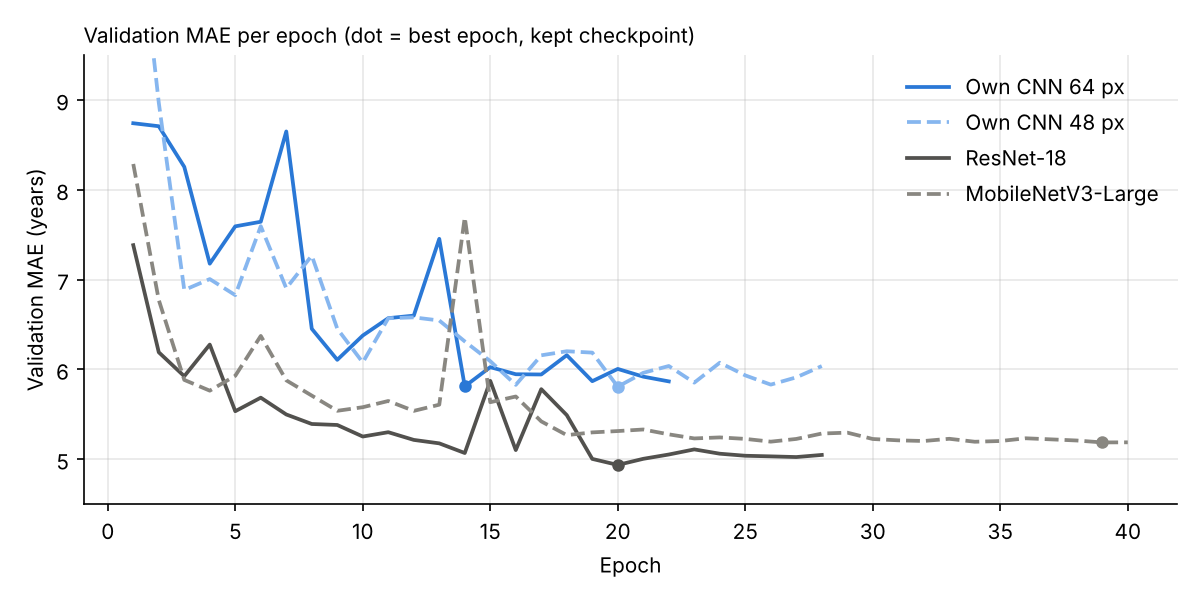 Validation MAE per epoch (dot = best epoch, kept checkpoint)
Own CNN 64 px
Own CNN 48 px
ResNet-18
MobileNetV3-Large
Validation MAE (years)
9
8
7
6
5
0 5 10 15 20 25 30 35 40
Epoch